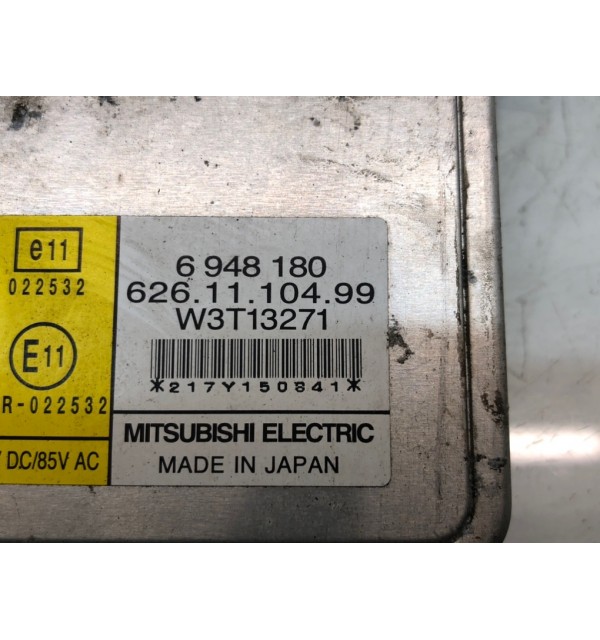 e11
022532
E11
R-022532
DC/85V AC
6 948 180
626.11.104.99
W3T13271
*217Y150841*
MITSUBISHI ELECTRIC
MADE IN JAPAN